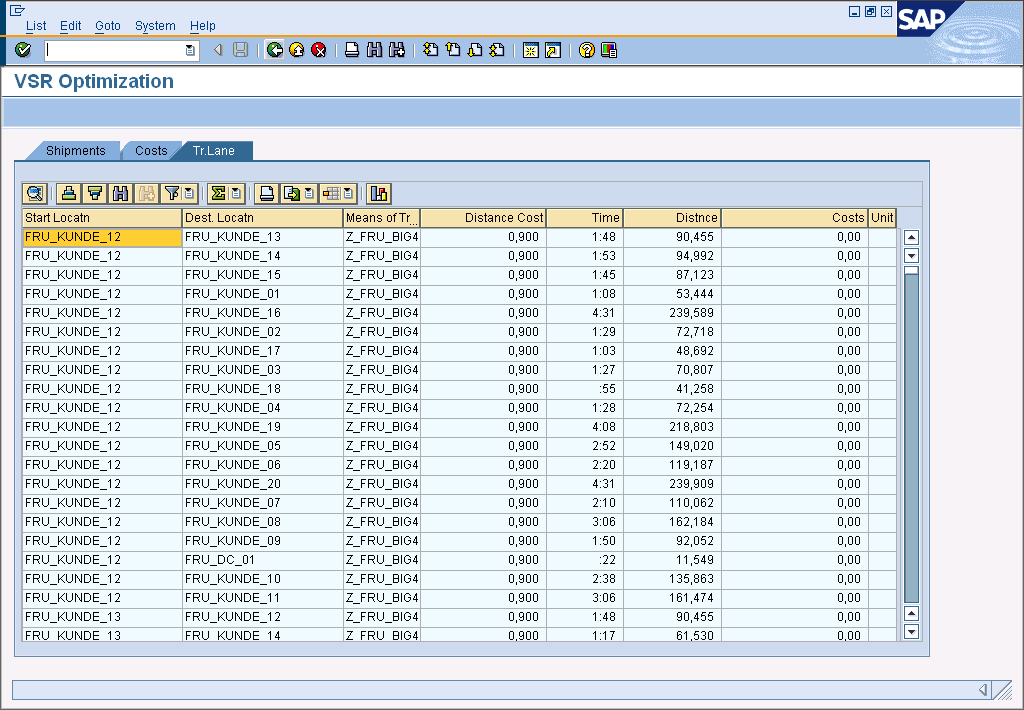 List Edit Goto System Help
SAP
VSR Optimization
Shipments Costs Tr.Lane
Start Locatn Dest. Locatn Means of Tr... Distance Cost Time Distnce Costs Unit
FRU_KUNDE_12 FRU_KUNDE_13 Z_FRU_BIG4 0,900 1:48 90,455 0,00
FRU_KUNDE_12 FRU_KUNDE_14 Z_FRU_BIG4 0,900 1:53 94,992 0,00
FRU_KUNDE_12 FRU_KUNDE_15 Z_FRU_BIG4 0,900 1:45 87,123 0,00
FRU_KUNDE_12 FRU_KUNDE_01 Z_FRU_BIG4 0,900 1:08 53,444 0,00
FRU_KUNDE_12 FRU_KUNDE_16 Z_FRU_BIG4 0,900 4:31 239,589 0,00
FRU_KUNDE_12 FRU_KUNDE_02 Z_FRU_BIG4 0,900 1:29 72,718 0,00
FRU_KUNDE_12 FRU_KUNDE_17 Z_FRU_BIG4 0,900 1:03 48,692 0,00
FRU_KUNDE_12 FRU_KUNDE_03 Z_FRU_BIG4 0,900 1:27 70,807 0,00
FRU_KUNDE_12 FRU_KUNDE_18 Z_FRU_BIG4 0,900 :55 41,258 0,00
FRU_KUNDE_12 FRU_KUNDE_04 Z_FRU_BIG4 0,900 1:28 72,254 0,00
FRU_KUNDE_12 FRU_KUNDE_19 Z_FRU_BIG4 0,900 4:08 218,803 0,00
FRU_KUNDE_12 FRU_KUNDE_05 Z_FRU_BIG4 0,900 2:52 149,020 0,00
FRU_KUNDE_12 FRU_KUNDE_06 Z_FRU_BIG4 0,900 2:20 119,187 0,00
FRU_KUNDE_12 FRU_KUNDE_20 Z_FRU_BIG4 0,900 4:31 239,909 0,00
FRU_KUNDE_12 FRU_KUNDE_07 Z_FRU_BIG4 0,900 2:10 110,062 0,00
FRU_KUNDE_12 FRU_KUNDE_08 Z_FRU_BIG4 0,900 3:06 162,184 0,00
FRU_KUNDE_12 FRU_KUNDE_09 Z_FRU_BIG4 0,900 1:50 92,052 0,00
FRU_KUNDE_12 FRU_DC_01 Z_FRU_BIG4 0,900 :22 11,549 0,00
FRU_KUNDE_12 FRU_KUNDE_10 Z_FRU_BIG4 0,900 2:38 135,863 0,00
FRU_KUNDE_12 FRU_KUNDE_11 Z_FRU_BIG4 0,900 3:06 161,474 0,00
FRU_KUNDE_13 FRU_KUNDE_12 Z_FRU_BIG4 0,900 1:48 90,455 0,00
FRU_KUNDE_13 FRU_KUNDE_14 Z_FRU_BIG4 0,900 1:17 61,530 0,00